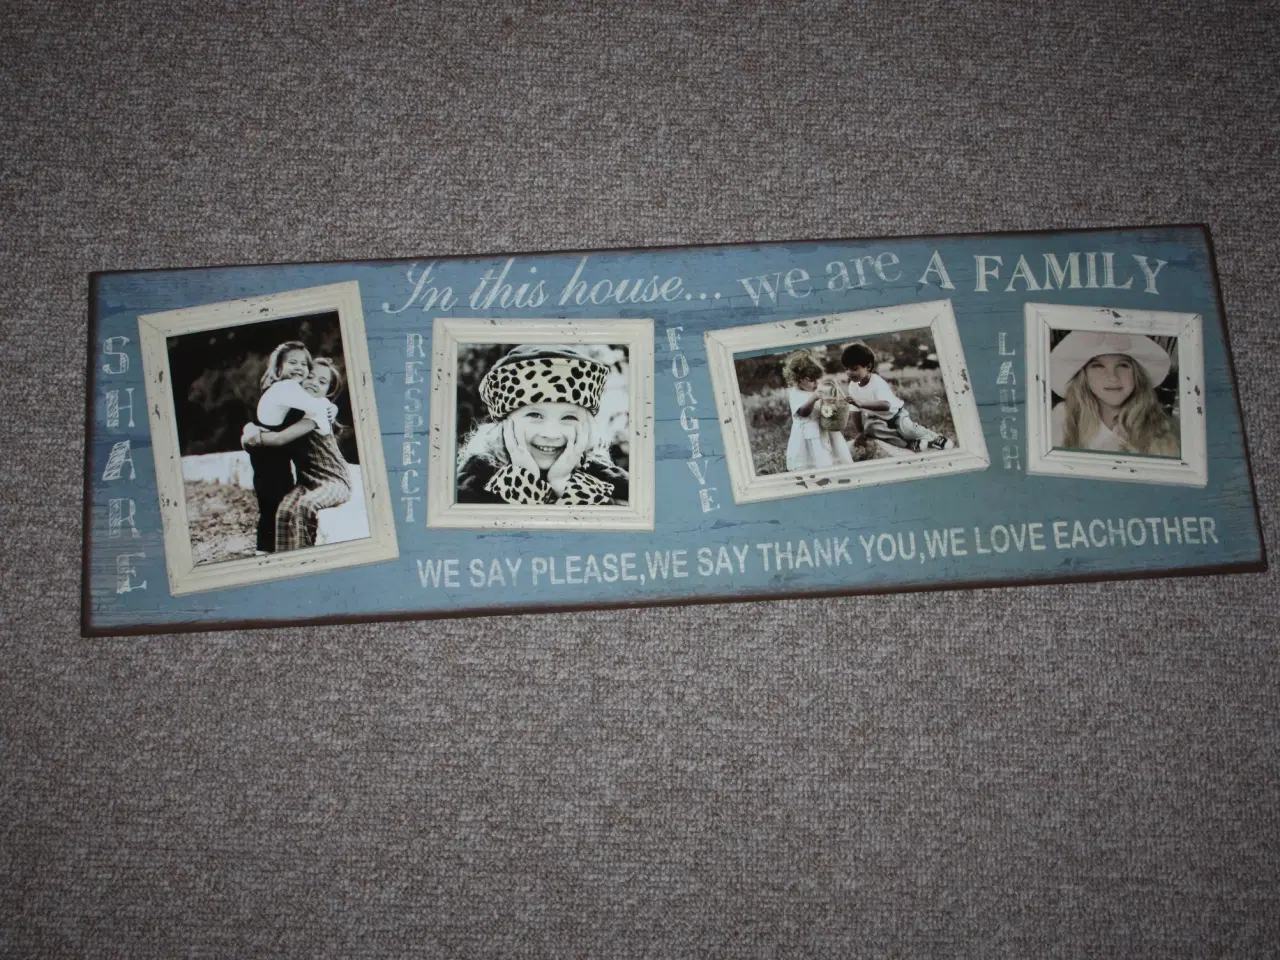 In this house... we are A FAMILY
SHARE
RESPECT
FORGIVE
LAUGH
WE SAY PLEASE,WE SAY THANK YOU,WE LOVE EACHOTHER